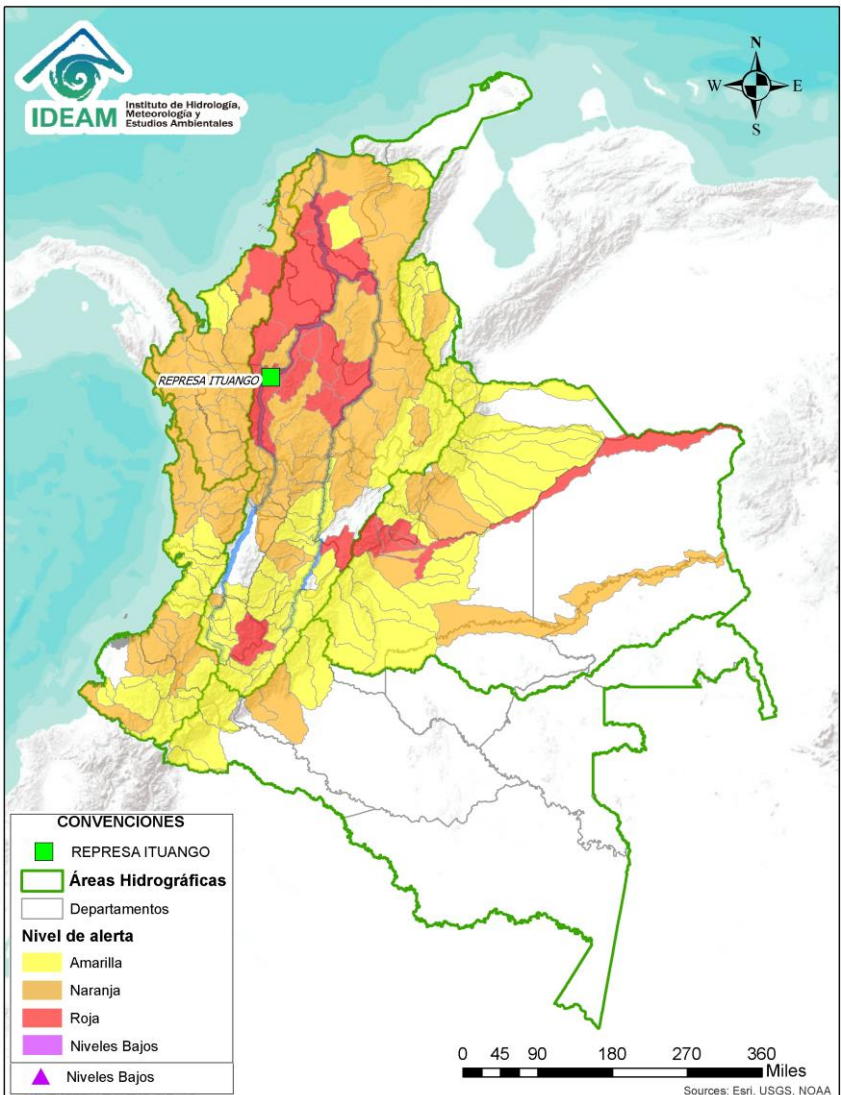 IDEAM
Instituto de Hidrología,
Meteorología y
Estudios Ambientales
N
W E
S
REPRESA ITUANGO
CONVENCIONES
REPRESA ITUANGO
Áreas Hidrográficas
Departamentos
Nivel de alerta
Amarilla
Naranja
Roja
Niveles Bajos
Niveles Bajos
0 45 90 180 270 360
Miles
Sources: Esri, USGS, NOAA